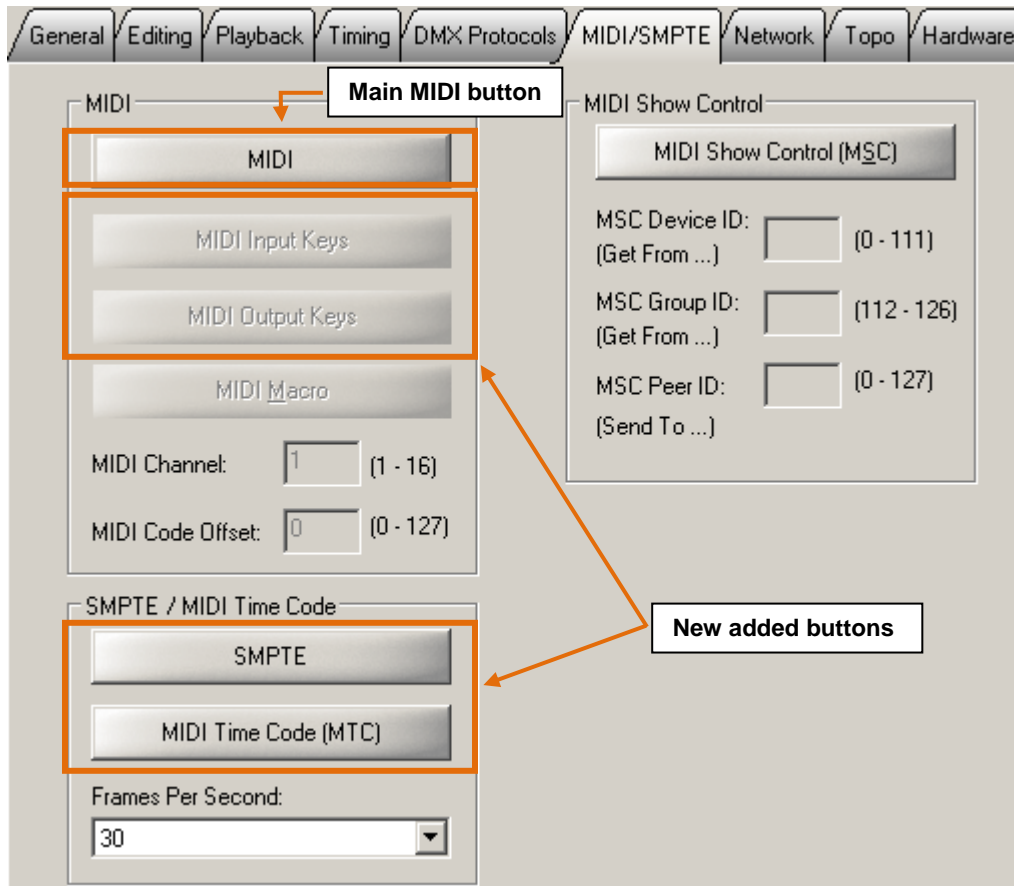 General Editing Playback Timing DMX Protocols MIDI/SMPTE Network Topo Hardware
Main MIDI button
MIDI
MIDI
MIDI Input Keys
MIDI Output Keys
MIDI Macro
MIDI Channel: 1 (1 - 16)
MIDI Code Offset: 0 (0 - 127)
MIDI Show Control
MIDI Show Control (MSC)
MSC Device ID: (0 - 111)
(Get From ...)
MSC Group ID: (112 - 126)
(Get From ...)
MSC Peer ID: (0 - 127)
(Send To ...)
SMPTE / MIDI Time Code
SMPTE
MIDI Time Code (MTC)
New added buttons
Frames Per Second:
30